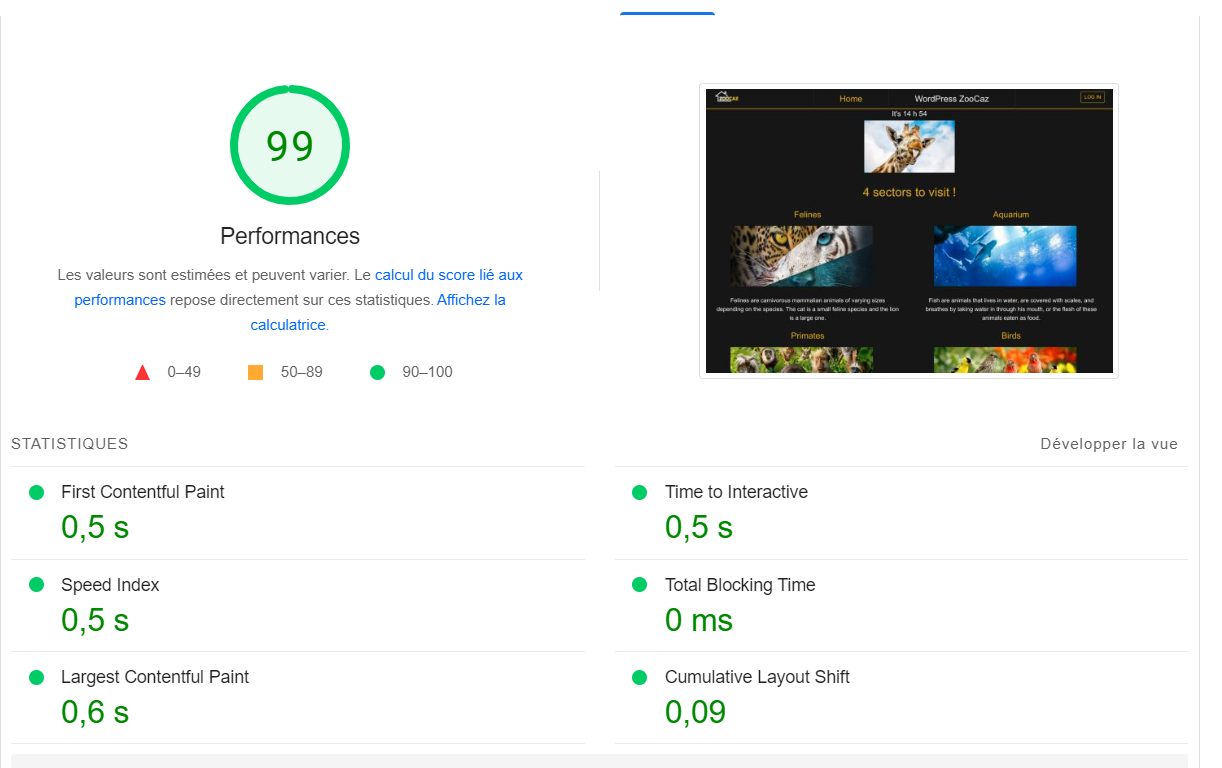 99
Performances
Les valeurs sont estimées et peuvent varier. Le calcul du score lié aux
performances repose directement sur ces statistiques. Affichez la
calculatrice.
0–49
50–89
90–100
Home
WordPress ZooCaz
LOG IN
It's 14 h 54
4 sectors to visit !
Felines
Aquarium
Felines are carnivorous mammalian animals of varying sizes
depending on the species. The cat is a small feline species and the lion
is a large one.
Fish are animals that lives in water, are covered with scales, and
breathes by taking water in through his mouth, or the flesh of these
animals eaten as food.
Primates
Birds
STATISTIQUES
Développer la vue
First Contentful Paint
0,5 s
Time to Interactive
0,5 s
Speed Index
0,5 s
Total Blocking Time
0 ms
Largest Contentful Paint
0,6 s
Cumulative Layout Shift
0,09